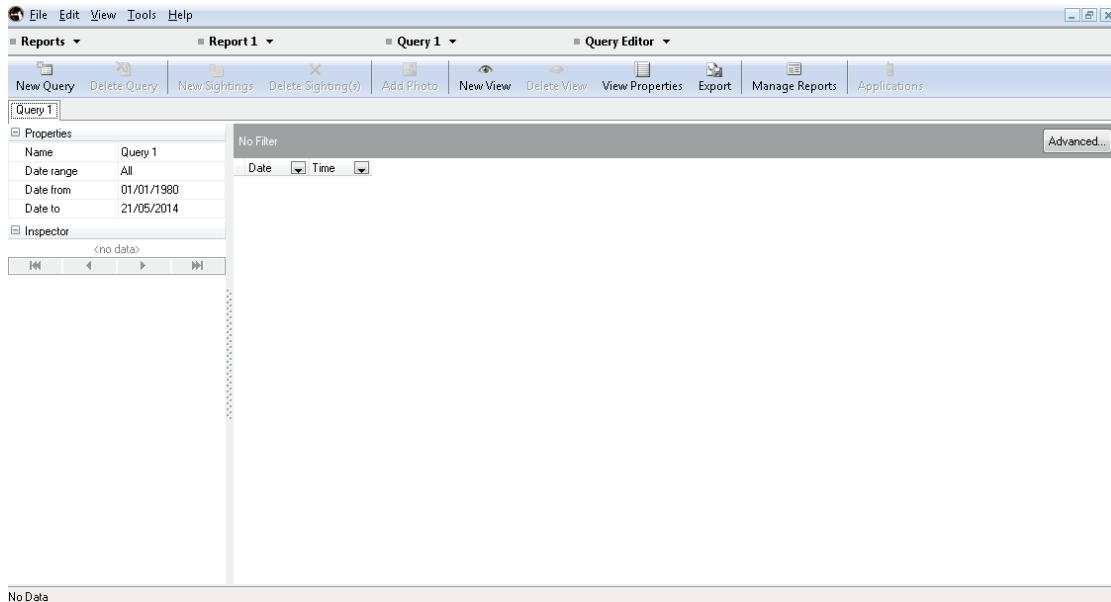 File Edit View Tools Help
Reports Report 1 Query 1 Query Editor
New Query Delete Query New Sightings Delete Sighting(s) Add Photo New View Delete View View Properties Export Manage Reports Applications
Query 1
Properties
No Filter Advanced...
Name Query 1
Date Time
Date range All
Date from 01/01/1980
Date to 21/05/2014
Inspector
<no data>
No Data